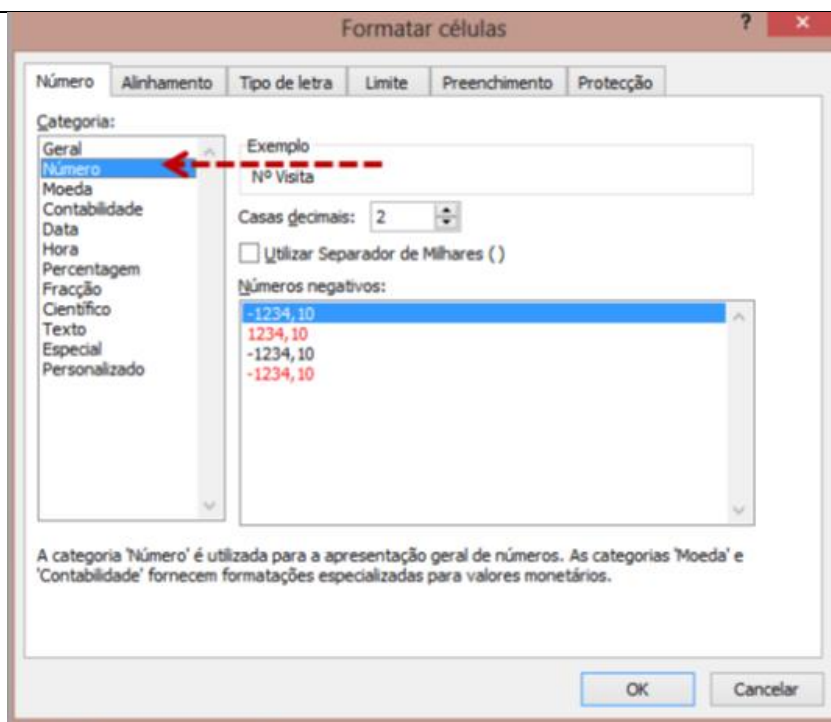 Formatar células
?
×
Número Alinhamento Tipo de letra Limite Preenchimento Protecção
Categoria:
Geral
Número
Moeda
Contabilidade
Data
Hora
Percentagem
Fracção
Científico
Texto
Especial
Personalizado
Exemplo
Nº Visita
Casas decimais: 2
Utilizar Separador de Milhares ( )
Números negativos:
-1234,10
1234,10
-1234,10
-1234,10
A categoria 'Número' é utilizada para a apresentação geral de números. As categorias 'Moeda' e
'Contabilidade' fornecem formatações especializadas para valores monetários.
OK Cancelar